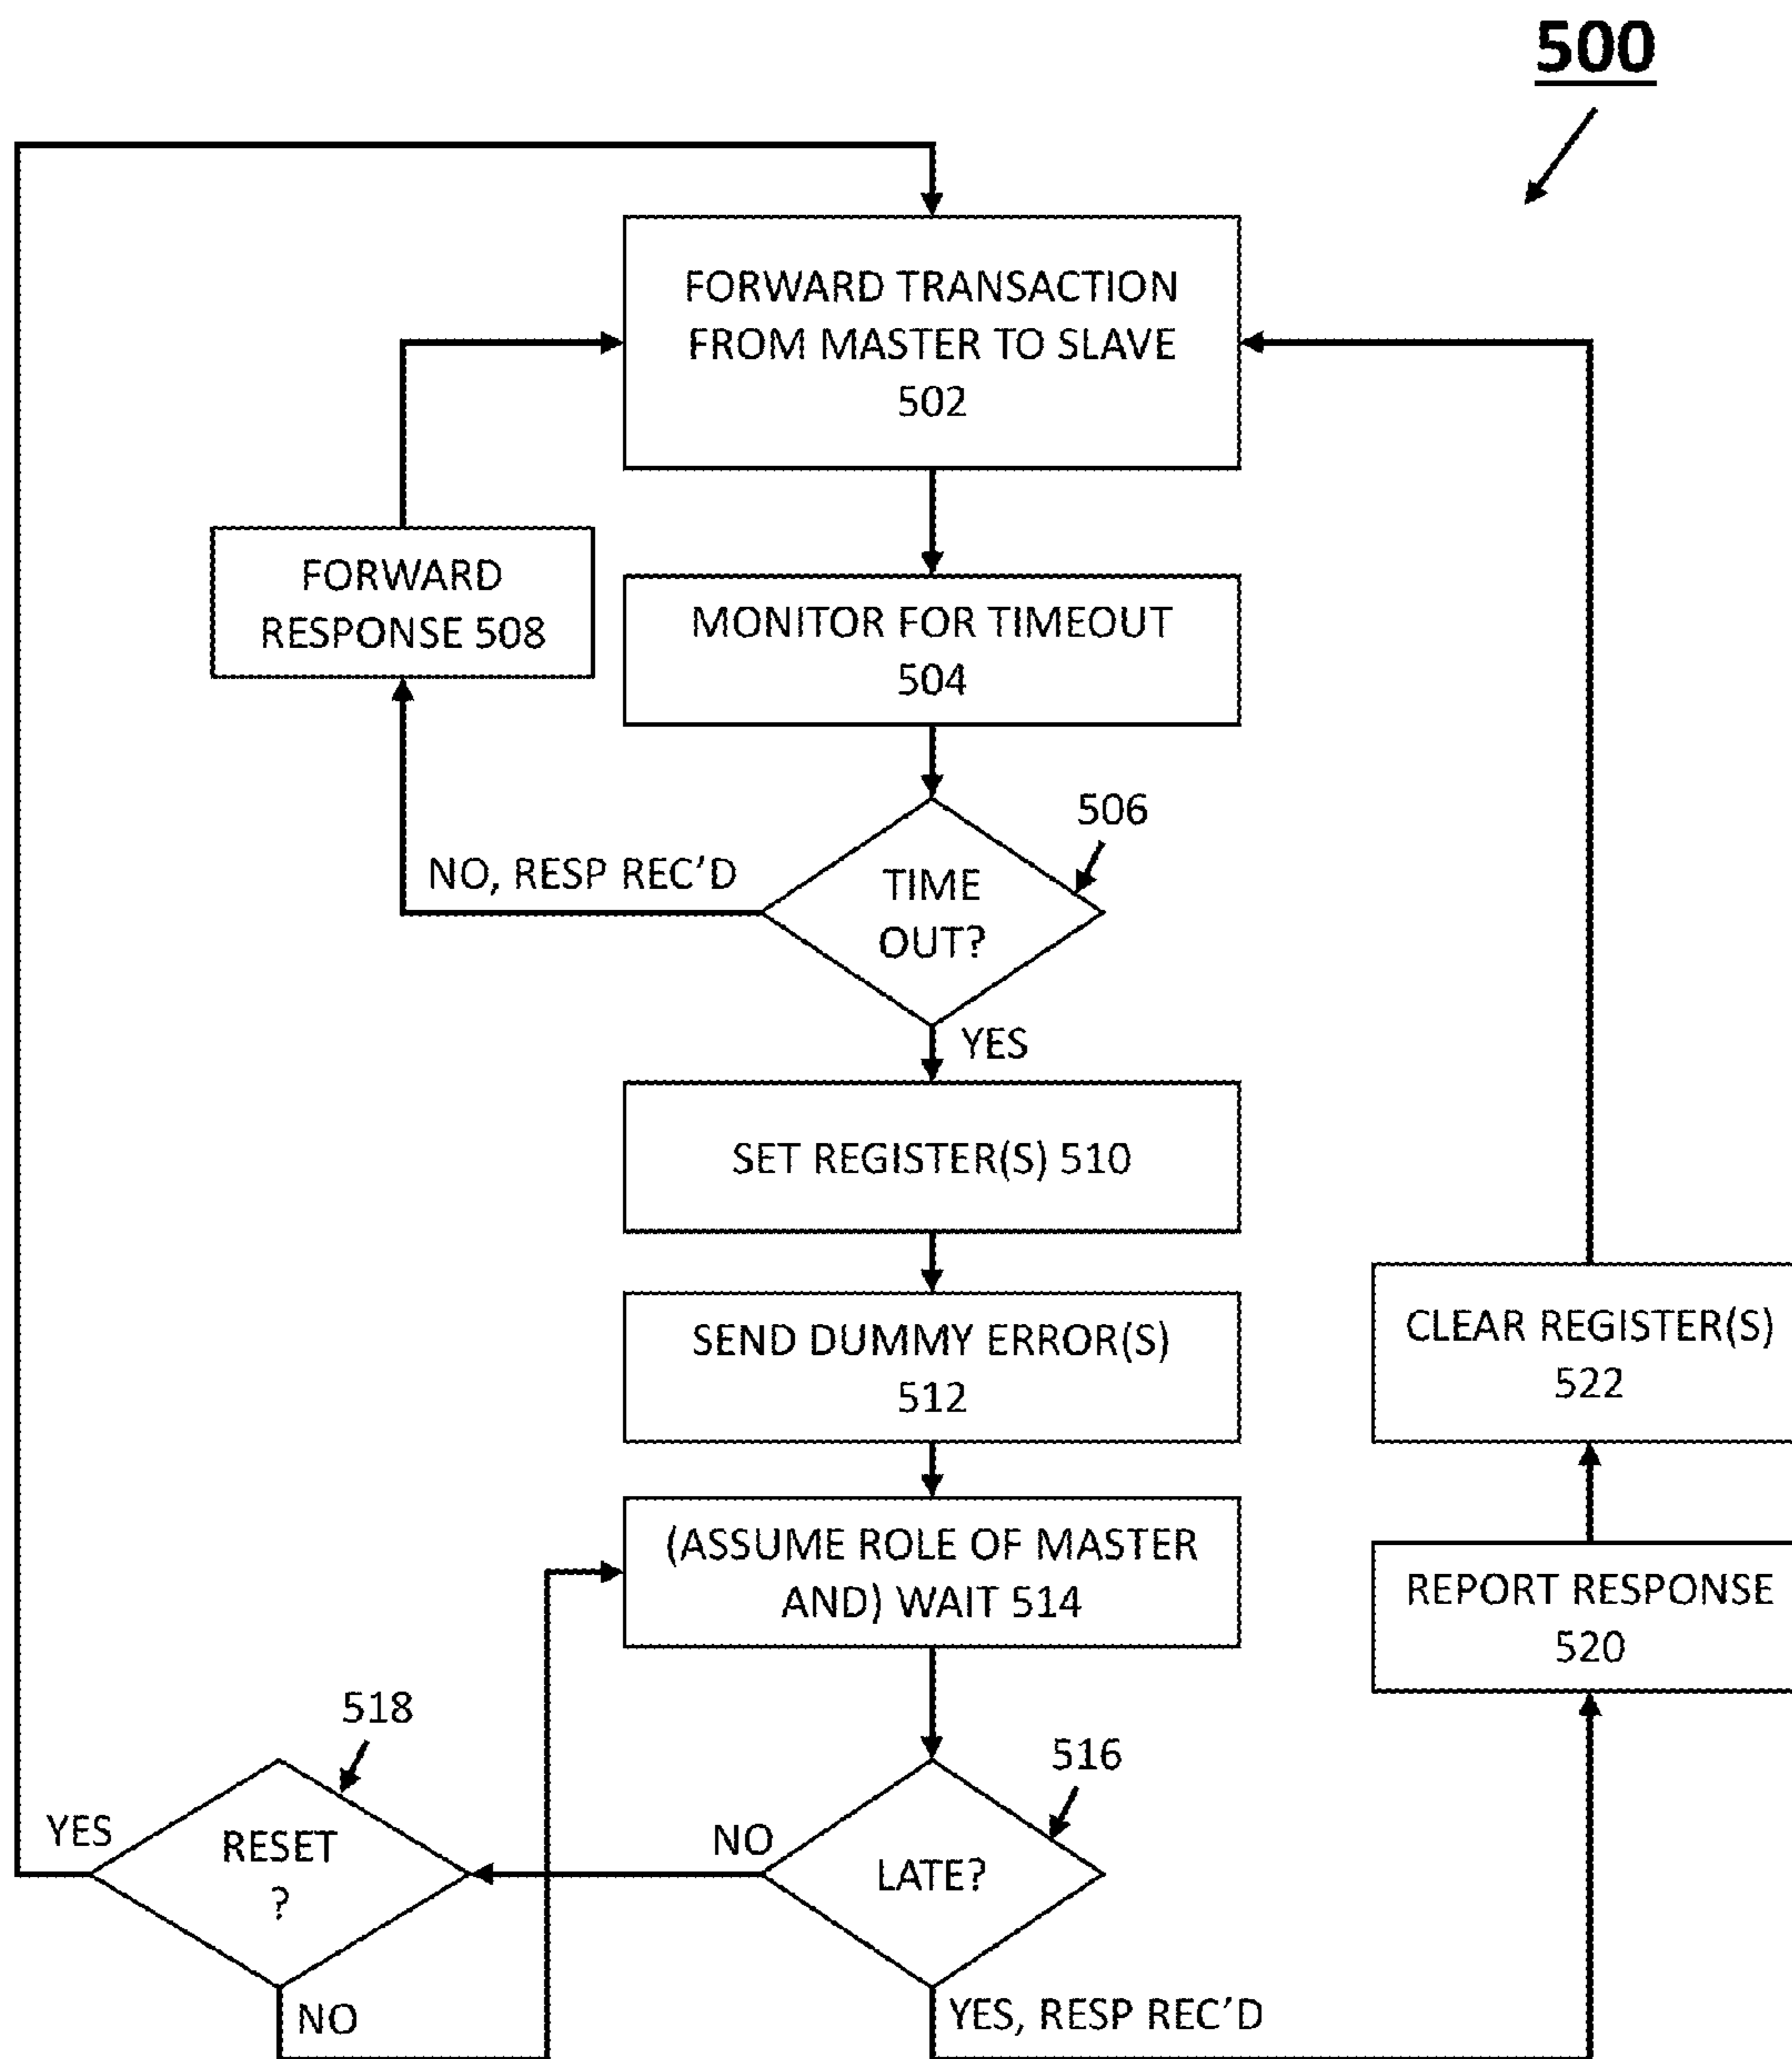 500
FORWARD TRANSACTION
FROM MASTER TO SLAVE
502
FORWARD
RESPONSE 508
MONITOR FOR TIMEOUT
504
506
NO, RESP REC'D
TIME
OUT?
YES
SET REGISTER(S) 510
SEND DUMMY ERROR(S)
512
CLEAR REGISTER(S)
522
(ASSUME ROLE OF MASTER
AND) WAIT 514
REPORT RESPONSE
520
518
516
YES
RESET
?
NO
LATE?
NO
YES, RESP REC'D